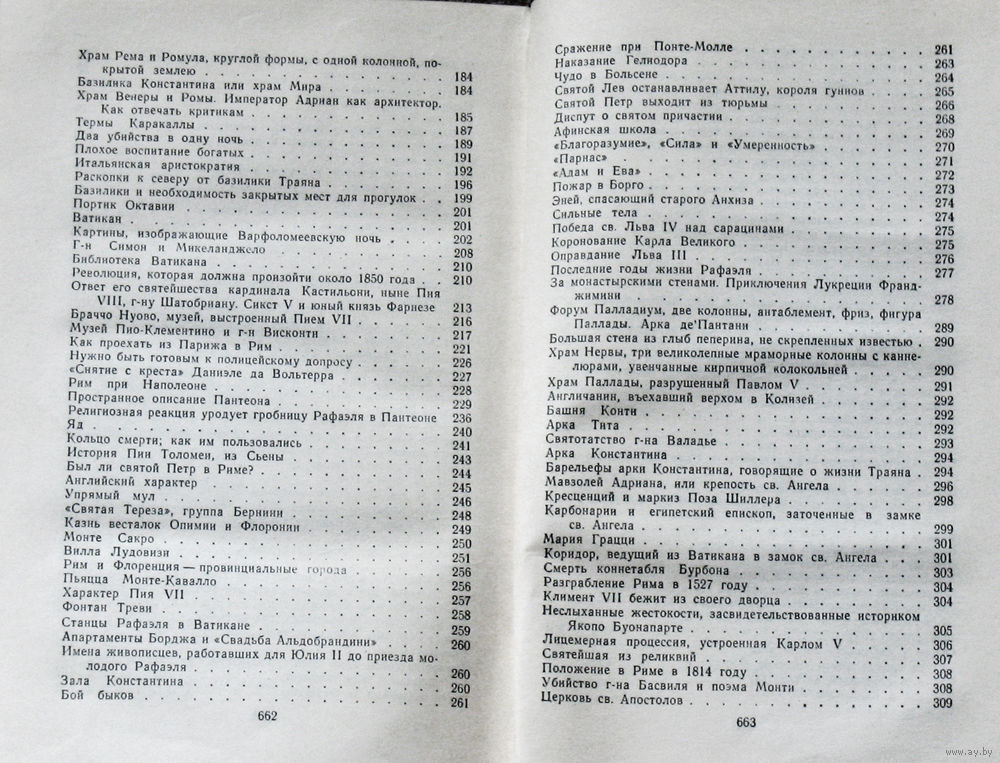 Храм Рема и Ромула, круглой формы, с одной колонной, по-
крытой землею . . . . . . . . . . . . . . . . 184
Базилика Константина или храм Мира . . . . . . . . 184
Храм Венеры и Ромы. Император Адриан как архитектор.
Как отвечать критикам . . . . . . . . . . . . . 185
Термы Каракаллы . . . . . . . . . . . . . . . 187
Два убийства в одну ночь . . . . . . . . . . . . 189
Плохое воспитание богатых . . . . . . . . . . . . 191
Итальянская аристократия . . . . . . . . . . . . 192
Раскопки к северу от базилики Траяна . . . . . . . . 196
Базилики и необходимость закрытых мест для прогулок . . 199
Портик Октавии . . . . . . . . . . . . . . . 201
Ватикан . . . . . . . . . . . . . . . . . . 201
Картины, изображающие Варфоломеевскую ночь . . . . 202
Г-н Симон и Микеланджело . . . . . . . . . . . 208
Библиотека Ватикана . . . . . . . . . . . . . . 210
Революция, которая должна произойти около 1850 года . . 210
Ответ его святейшества кардинала Кастильони, ныне Пия
VIII, г-ну Шатобриану. Сикст V и юный князь Фарнезе 213
Браччо Нуово, музей, выстроенный Пием VII . . . . . . 216
Музей Пио-Клементино и г-н Висконти . . . . . . . . 217
Как проехать из Парижа в Рим . . . . . . . . . . 221
Нужно быть готовым к полицейскому допросу . . . . . . 226
«Снятие с креста» Даниэле да Вольтерра . . . . . . . 227
Рим при Наполеоне . . . . . . . . . . . . . . 228
Пространное описание Пантеона . . . . . . . . . . 229
Религиозная реакция уродует гробницу Рафаэля в Пантеоне 236
Яд . . . . . . . . . . . . . . . . . . . . 240
Кольцо смерти; как им пользовались . . . . . . . . . 241
История Пии Толомеи, из Сьены . . . . . . . . . . 243
Был ли святой Петр в Риме? . . . . . . . . . . . 244
Английский характер . . . . . . . . . . . . . . 245
Упрямый мул . . . . . . . . . . . . . . . . 246
«Святая Тереза», группа Бернини . . . . . . . . . . 248
Казнь весталок Опимии и Флоронии . . . . . . . . . 249
Монте Сакро . . . . . . . . . . . . . . . . 250
Вилла Лудовизи . . . . . . . . . . . . . . . 251
Рим и Флоренция — провинциальные города . . . . . . 256
Пьяцца Монте-Кавалло . . . . . . . . . . . . . 256
Характер Пия VII . . . . . . . . . . . . . . . 257
Фонтан Треви . . . . . . . . . . . . . . . . 258
Станцы Рафаэля в Ватикане . . . . . . . . . . . 259
Апартаменты Борджа и «Свадьба Альдобрандини» . . . . 260
Имена живописцев, работавших для Юлия II до приезда мо-
лодого Рафаэля . . . . . . . . . . . . . . . 260
Зала Константина . . . . . . . . . . . . . . . 260
Бой быков . . . . . . . . . . . . . . . . . 261
662
Сражение при Понте-Молле . . . . . . . . . . . 261
Наказание Гелиодора . . . . . . . . . . . . . . 263
Чудо в Больсене . . . . . . . . . . . . . . . 264
Святой Лев останавливает Аттилу, короля гуннов . . . . 265
Святой Петр выходит из тюрьмы . . . . . . . . . . 266
Диспут о святом причастии . . . . . . . . . . . . 268
Афинская школа . . . . . . . . . . . . . . . 269
«Благоразумие», «Сила» и «Умеренность» . . . . . . . 270
«Парнас» . . . . . . . . . . . . . . . . . . 271
«Адам и Ева» . . . . . . . . . . . . . . . . 272
Пожар в Борго . . . . . . . . . . . . . . . . 273
Эней, спасающий старого Анхиза . . . . . . . . . . 274
Сильные тела . . . . . . . . . . . . . . . . 274
Победа св. Льва IV над сарацинами . . . . . . . . . 275
Коронование Карла Великого . . . . . . . . . . . 275
Оправдание Льва III . . . . . . . . . . . . . . 276
Последние годы жизни Рафаэля . . . . . . . . . . 277
За монастырскими стенами. Приключения Лукреции Франд-
жимини . . . . . . . . . . . . . . . . . . 278
Форум Палладиум, две колонны, антаблемент, фриз, фигура
Паллады. Арка де'Пантани . . . . . . . . . . . 289
Большая стена из глыб пеперина, не скрепленных известью . 290
Храм Нервы, три великолепные мраморные колонны с канне-
люрами, увенчанные кирпичной колокольней . . . . . 290
Храм Паллады, разрушенный Павлом V . . . . . . . . 291
Англичанин, въехавший верхом в Колизей . . . . . . . 292
Башня Конти . . . . . . . . . . . . . . . . 292
Арка Тита . . . . . . . . . . . . . . . . . 292
Святотатство г-на Валадье . . . . . . . . . . . . 293
Арка Константина . . . . . . . . . . . . . . . 294
Барельефы арки Константина, говорящие о жизни Траяна . 294
Мавзолей Адриана, или крепость св. Ангела . . . . . . 296
Кресценций и маркиз Поза Шиллера . . . . . . . . . 298
Карбонарии и египетский епископ, заточенные в замке
св. Ангела . . . . . . . . . . . . . . . . . 299
Мария Грацци . . . . . . . . . . . . . . . . 301
Коридор, ведущий из Ватикана в замок св. Ангела . . . . 301
Смерть коннетабля Бурбона . . . . . . . . . . . . 303
Разграбление Рима в 1527 году . . . . . . . . . . 304
Климент VII бежит из своего дворца . . . . . . . . . 304
Неслыханные жестокости, засвидетельствованные историком
Якопо Буонапарте . . . . . . . . . . . . . . 305
Лицемерная процессия, устроенная Карлом V . . . . . . 306
Святейшая из реликвий . . . . . . . . . . . . . 307
Положение в Риме в 1814 году . . . . . . . . . . . 308
Убийство г-на Басвиля и поэма Монти . . . . . . . . 308
Церковь св. Апостолов . . . . . . . . . . . . . 309
663
www.ay.by